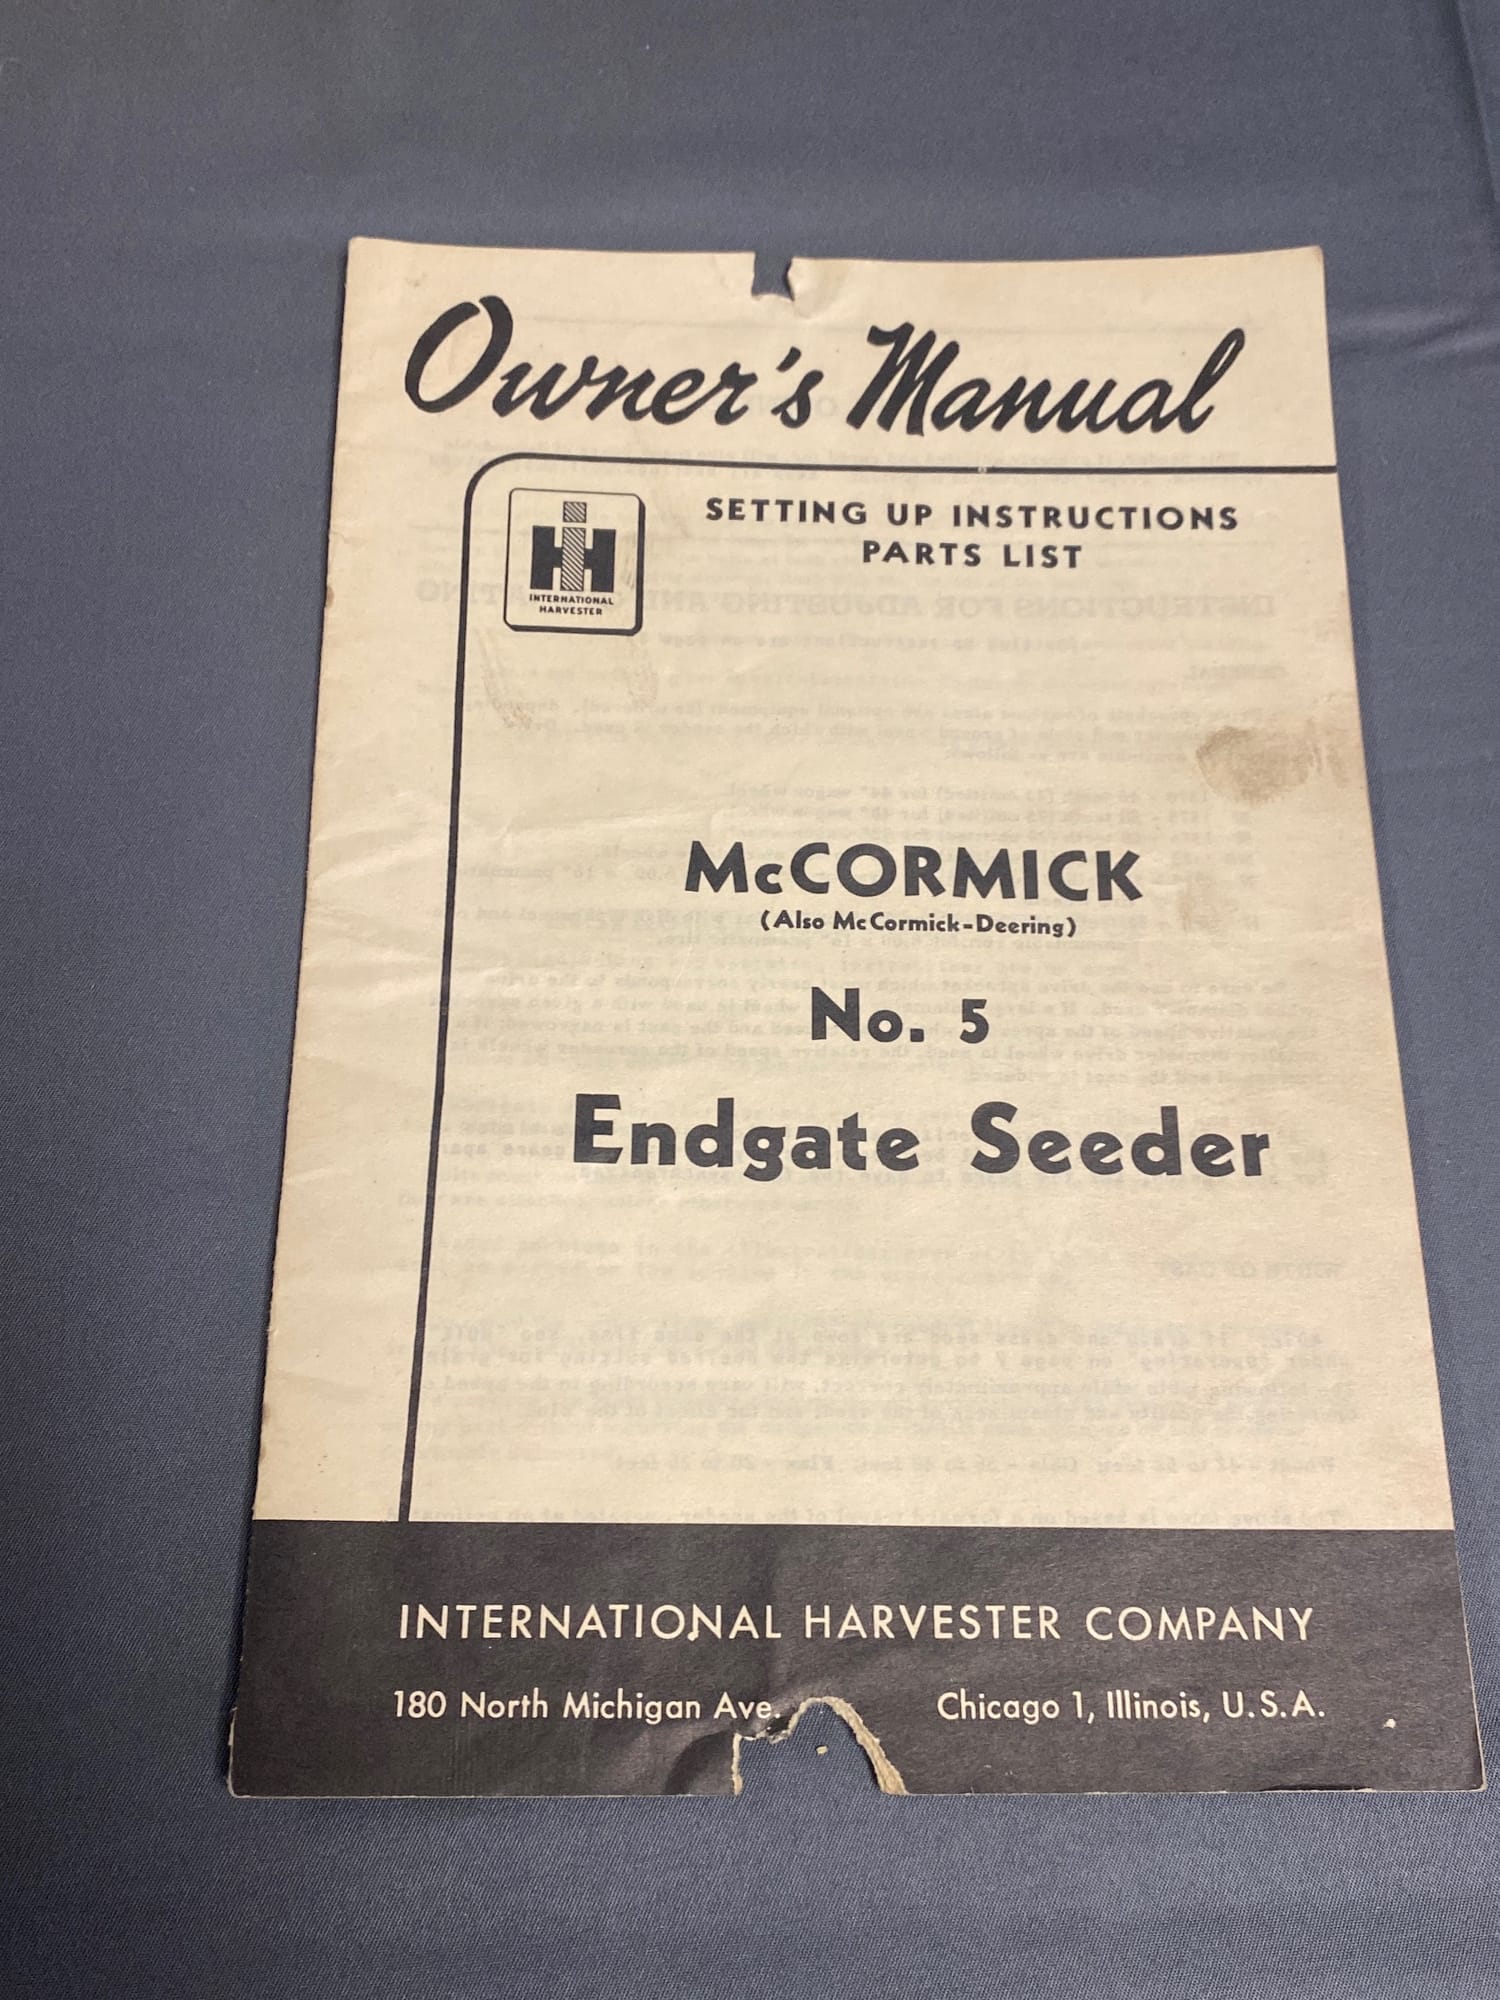 Owner's Manual
SETTING UP INSTRUCTIONS
PARTS LIST
IH
INTERNATIONAL
HARVESTER
McCORMICK
(Also McCormick-Deering)
No. 5
Endgate Seeder
INTERNATIONAL HARVESTER COMPANY
180 North Michigan Ave. Chicago 1, Illinois, U.S.A.